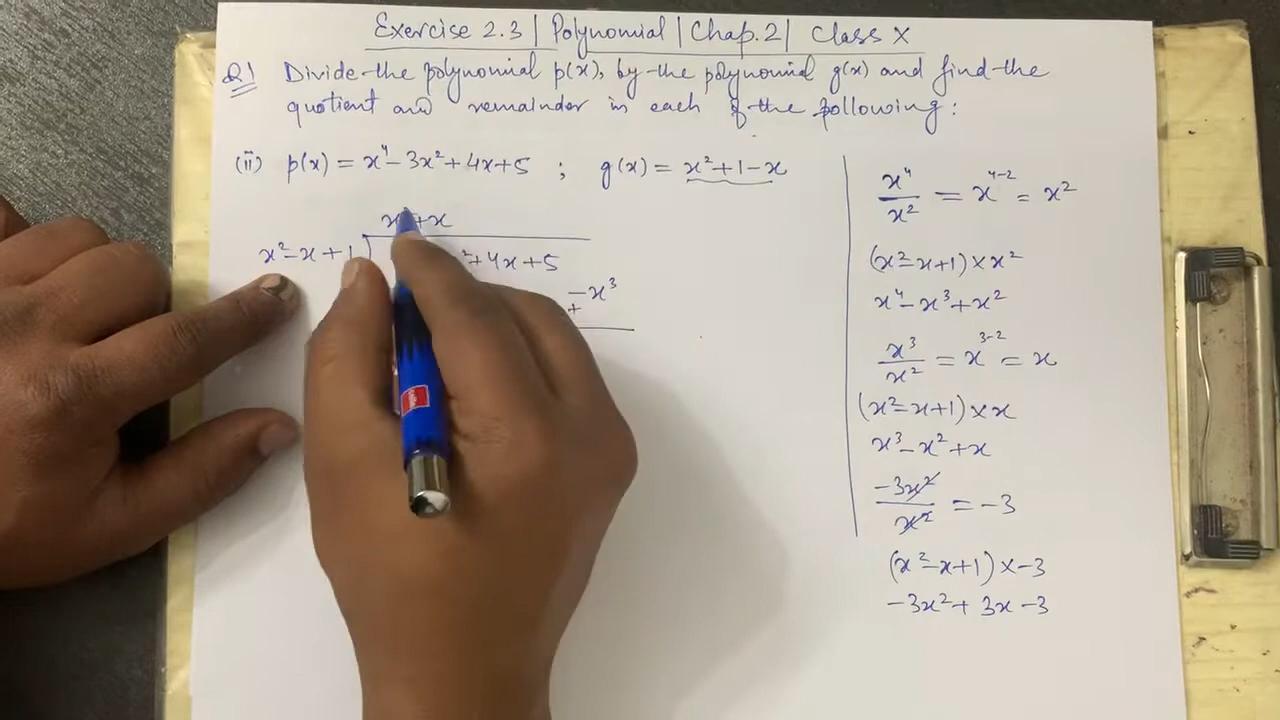 Exercise 2.3 | Polynomial | Chap. 2 | Class X
Q1 Divide the polynomial p(x), by the polynomial g(x) and find the
quotient and remainder in each of the following:
(ii) p(x) = x⁴ - 3x² + 4x + 5 ; g(x) = x² + 1 - x
x + x
x² - x + 1
² + 4x + 5
- x³
+
x⁴/x² = x⁴⁻² = x²
(x² - x + 1) × x²
x⁴ - x³ + x²
x³/x² = x³⁻² = x
(x² - x + 1) × x
x³ - x² + x
-3x²/x² = -3
(x² - x + 1) × -3
-3x² + 3x - 3